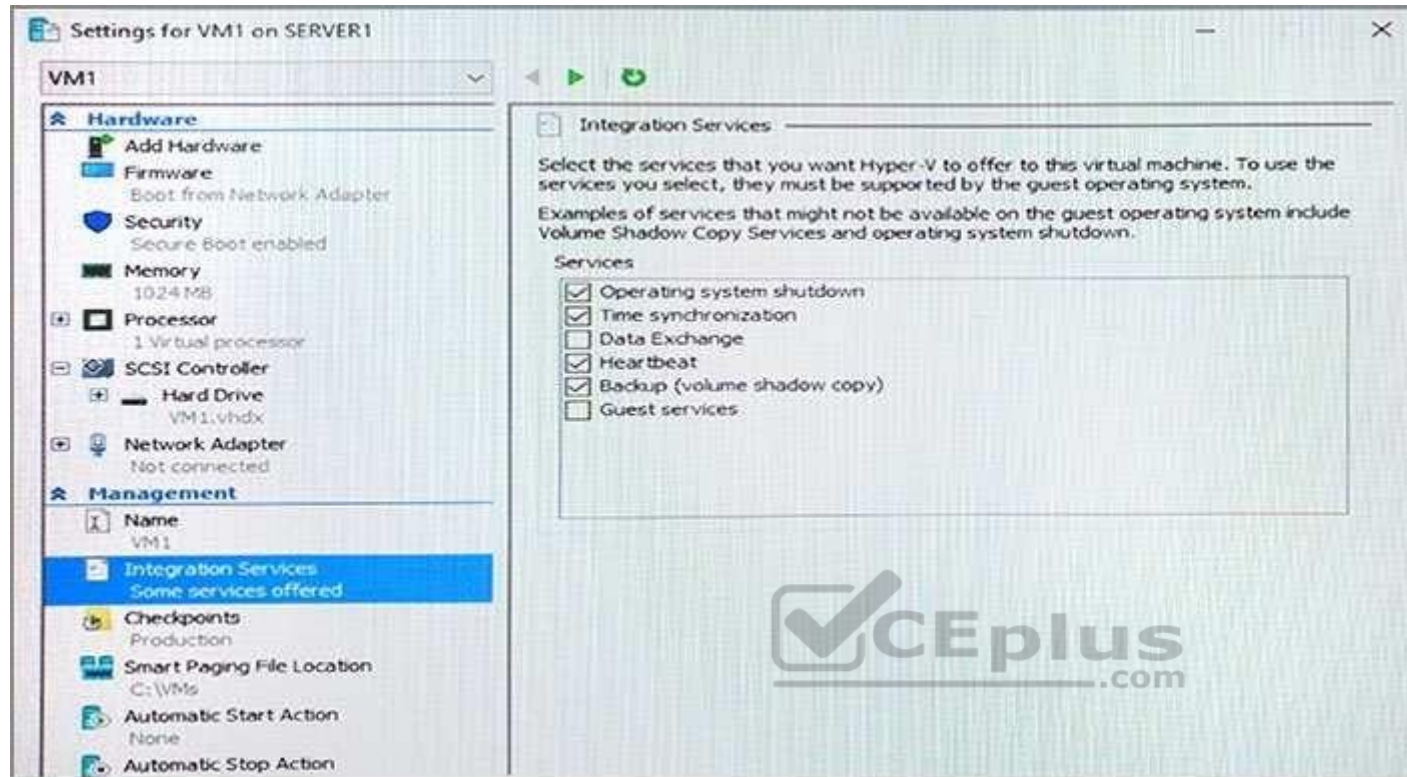 Settings for VM1 on SERVER1
VM1
Hardware
Add Hardware
Firmware
Boot from Network Adapter
Security
Secure Boot enabled
Memory
1024 MB
Processor
1 Virtual processor
SCSI Controller
Hard Drive
VM1.vhdx
Network Adapter
Not connected
Management
Name
VM1
Integration Services
Some services offered
Checkpoints
Production
Smart Paging File Location
C:\VMs
Automatic Start Action
None
Automatic Stop Action
Integration Services
Select the services that you want Hyper-V to offer to this virtual machine. To use the
services you select, they must be supported by the guest operating system.
Examples of services that might not be available on the guest operating system include
Volume Shadow Copy Services and operating system shutdown.
Services
Operating system shutdown
Time synchronization
Data Exchange
Heartbeat
Backup (volume shadow copy)
Guest services
CEplus
.com